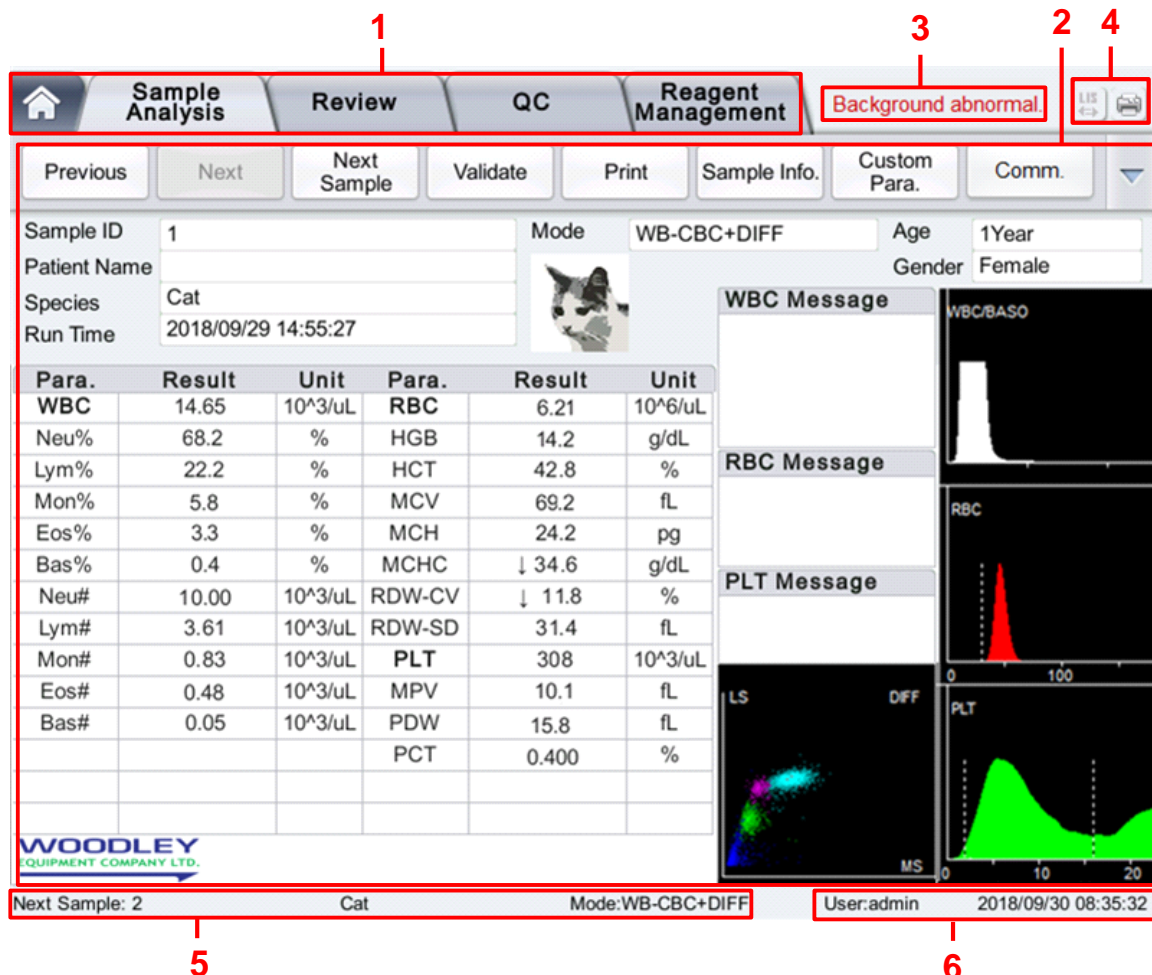 1
3
2
4
Sample Analysis
Review
QC
Reagent Management
Background abnormal.
LIS
Previous
Next
Next Sample
Validate
Print
Sample Info.
Custom Para.
Comm.
Sample ID 1 Mode WB-CBC+DIFF Age 1Year
Patient Name Gender Female
Species Cat
Run Time 2018/09/29 14:55:27
Para. Result Unit Para. Result Unit
WBC 14.65 10^3/uL RBC 6.21 10^6/uL
Neu% 68.2 % HGB 14.2 g/dL
Lym% 22.2 % HCT 42.8 %
Mon% 5.8 % MCV 69.2 fL
Eos% 3.3 % MCH 24.2 pg
Bas% 0.4 % MCHC ↓ 34.6 g/dL
Neu# 10.00 10^3/uL RDW-CV ↓ 11.8 %
Lym# 3.61 10^3/uL RDW-SD 31.4 fL
Mon# 0.83 10^3/uL PLT 308 10^3/uL
Eos# 0.48 10^3/uL MPV 10.1 fL
Bas# 0.05 10^3/uL PDW 15.8 fL
PCT 0.400 %
WBC Message
RBC Message
PLT Message
LS DIFF
MS
WBC/BASO
RBC
0 100
PLT
0 10 20
WOODLEY
EQUIPMENT COMPANY LTD.
Next Sample: 2 Cat Mode:WB-CBC+DIFF User:admin 2018/09/30 08:35:32
5
6